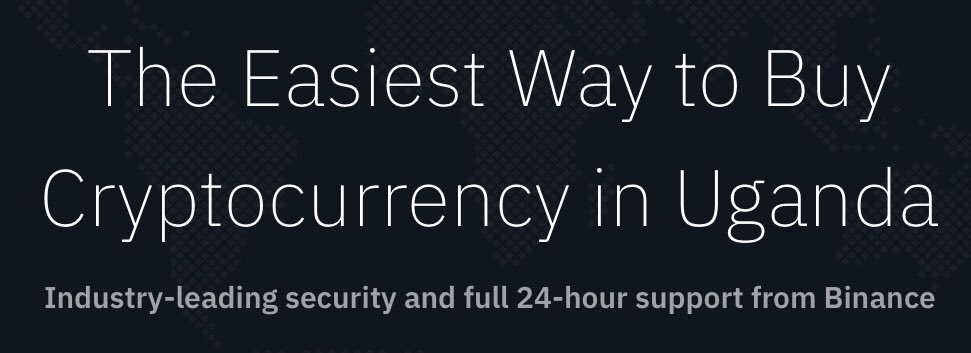 The Easiest Way to Buy
Cryptocurrency in Uganda
Industry-leading security and full 24-hour support from Binance